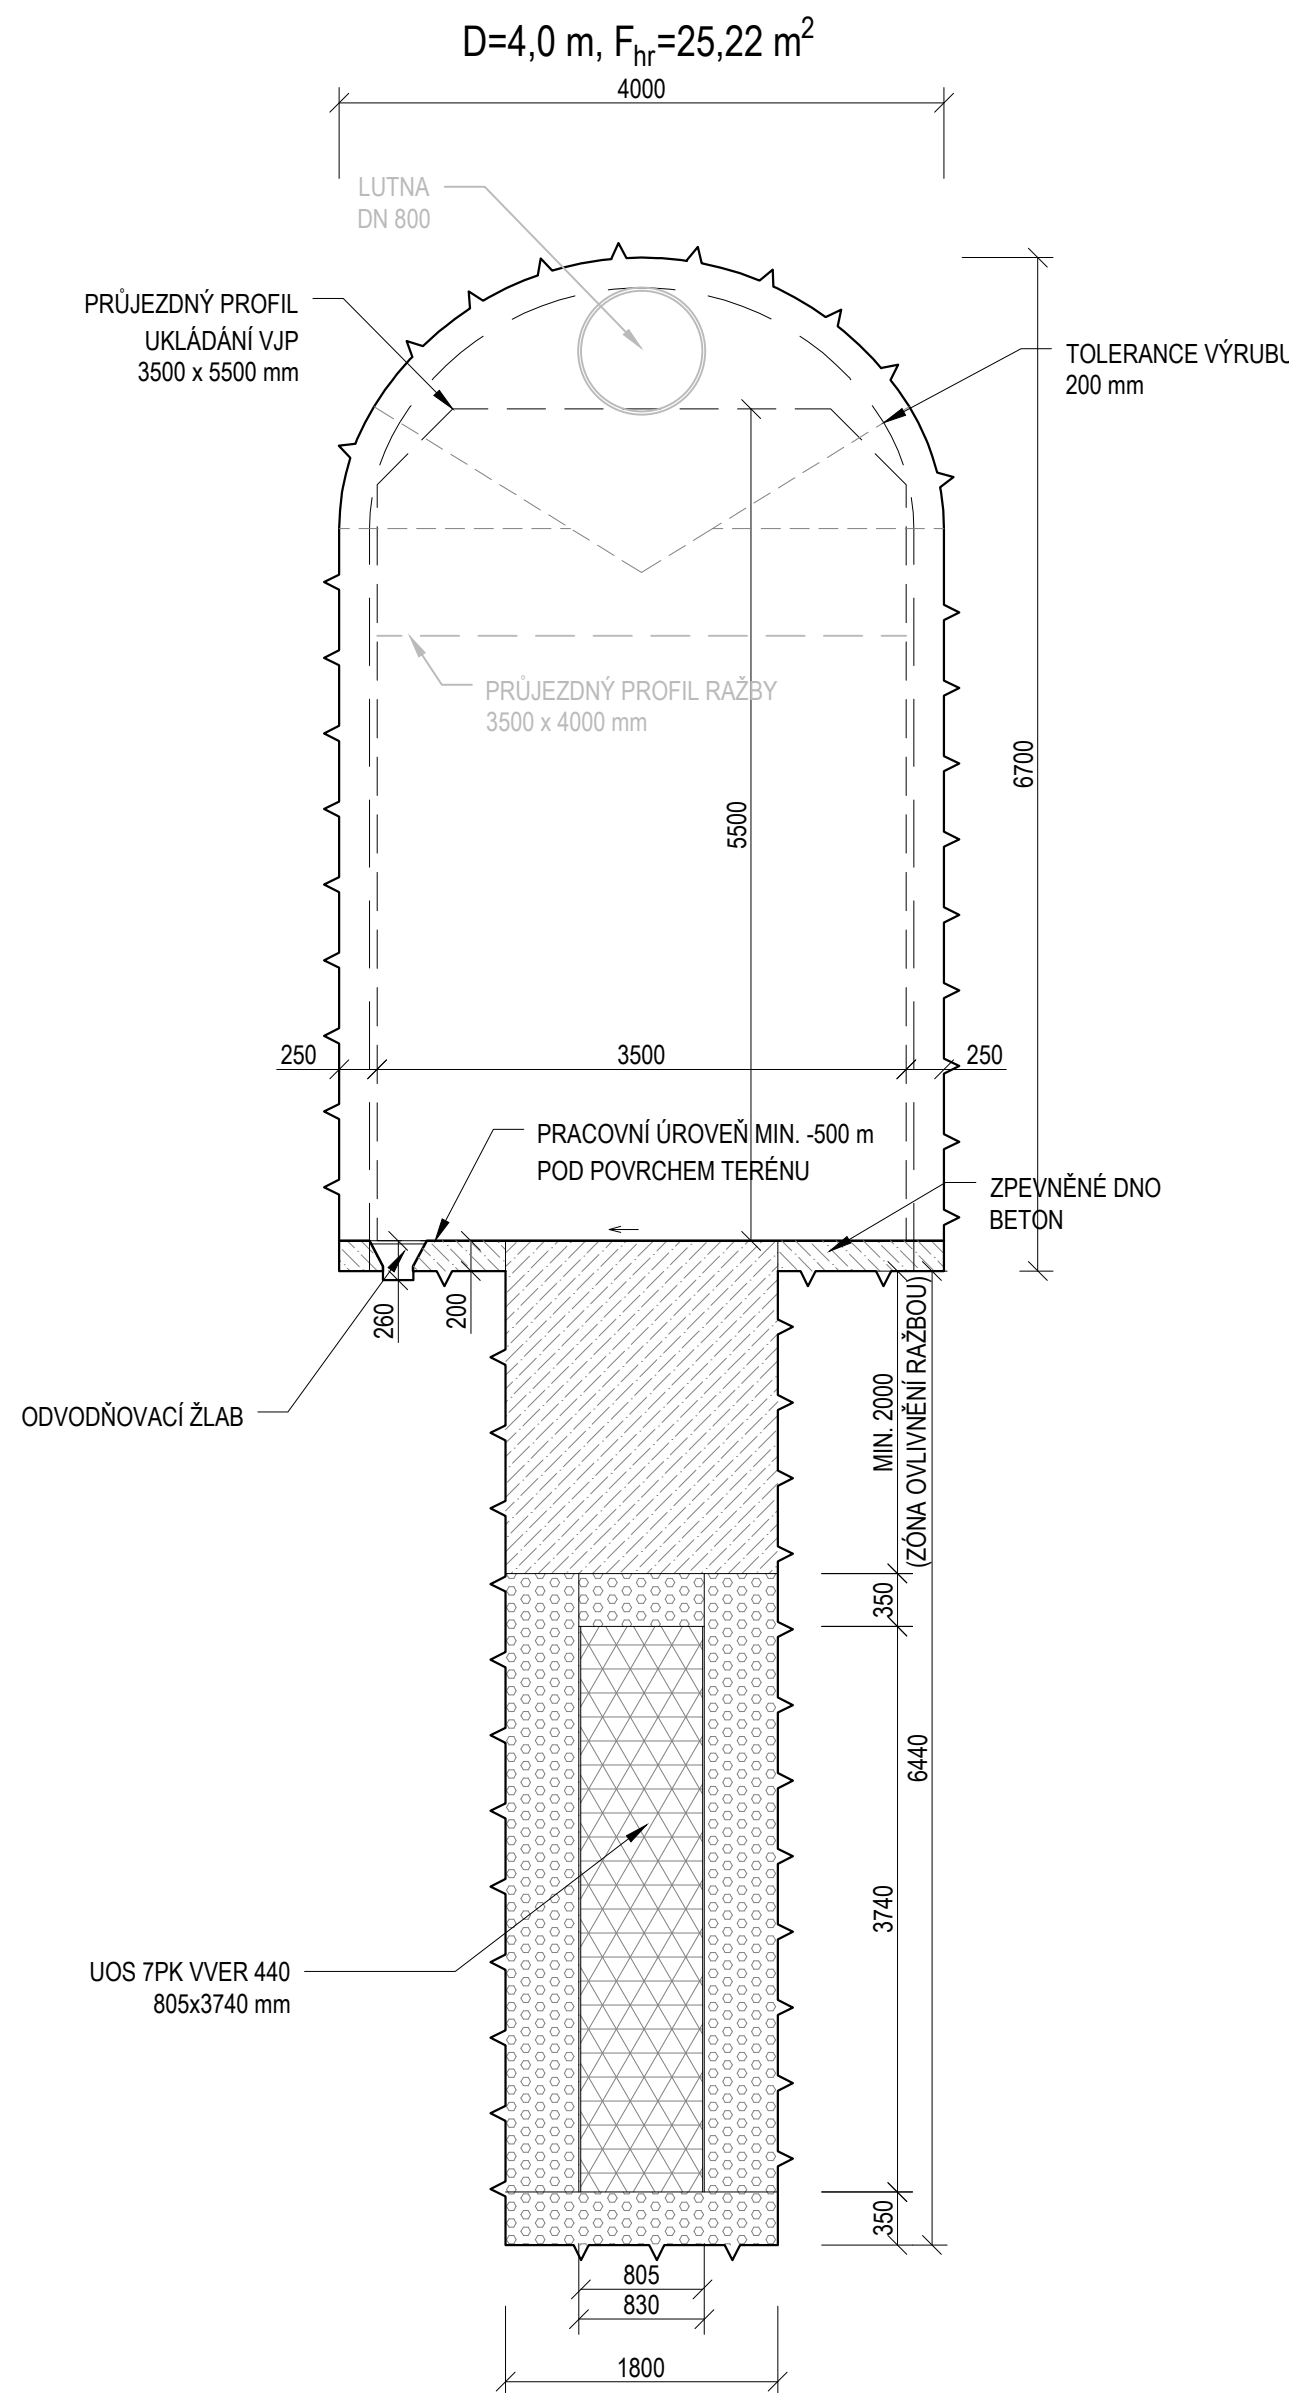 D=4,0 m, Fhr=25,22 m²
4000
LUTNA
DN 800
PRŮJEZDNÝ PROFIL
UKLÁDÁNÍ VJP
3500 x 5500 mm
TOLERANCE VÝRUBU
200 mm
PRŮJEZDNÝ PROFIL RAŽBY
3500 x 4000 mm
6700
5500
250
3500
250
PRACOVNÍ ÚROVEŇ MIN. -500 m
POD POVRCHEM TERÉNU
ZPEVNĚNÉ DNO
BETON
260
200
ODVODŇOVACÍ ŽLAB
MIN. 2000
(ZÓNA OVLIVNĚNÍ RAŽBOU)
350
6440
3740
UOS 7PK VVER 440
805x3740 mm
350
805
830
1800